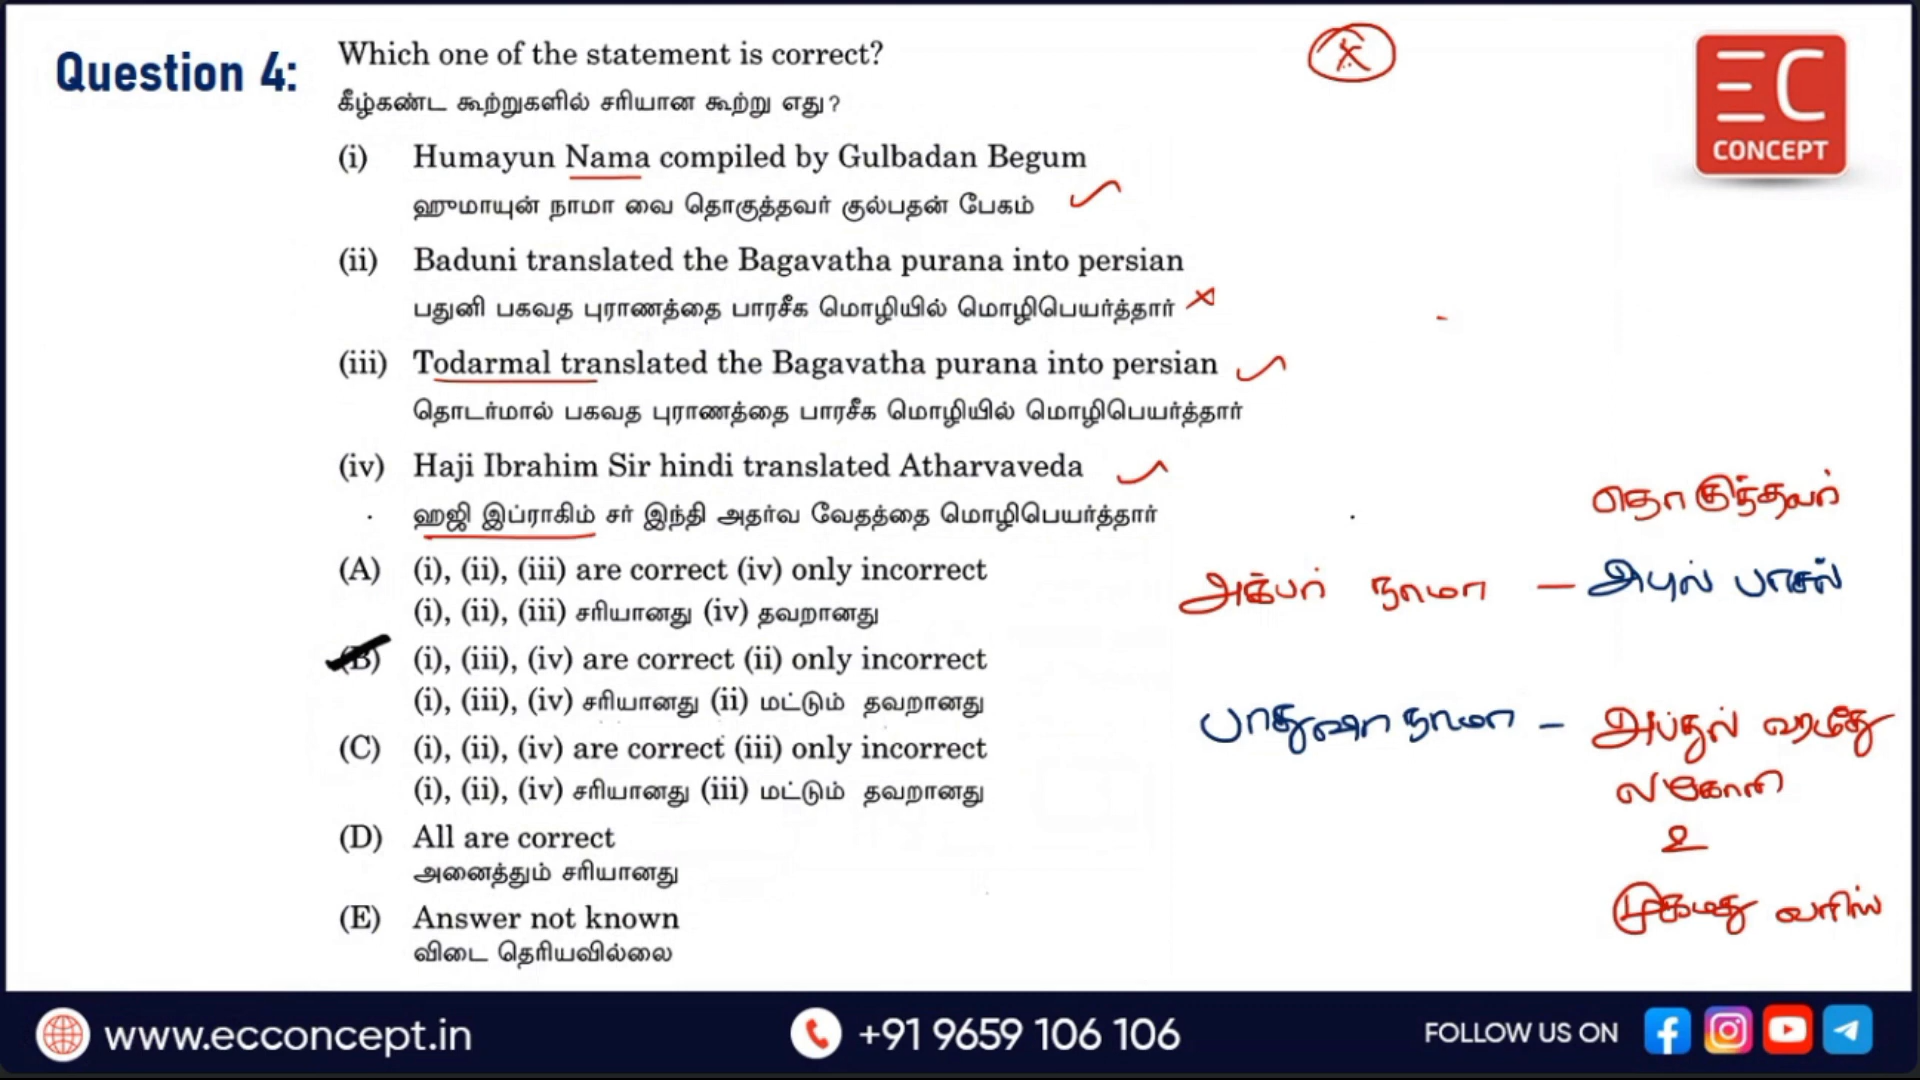 Question 4:
Which one of the statement is correct?
கீழ்கண்ட கூற்றுகளில் சரியான கூற்று எது?
EC
CONCEPT
(i) Humayun Nama compiled by Gulbadan Begum
ஹுமாயுன் நாமா வை தொகுத்தவர் குல்பதன் பேகம்
(ii) Baduni translated the Bagavatha purana into persian
பதுனி பகவத புராணத்தை பாரசீக மொழியில் மொழிபெயர்த்தார்
(iii) Todarmal translated the Bagavatha purana into persian
தொடர்மால் பகவத புராணத்தை பாரசீக மொழியில் மொழிபெயர்த்தார்
(iv) Haji Ibrahim Sir hindi translated Atharvaveda
ஹஜி இப்ராகிம் சர் இந்தி அதர்வ வேதத்தை மொழிபெயர்த்தார்
(A) (i), (ii), (iii) are correct (iv) only incorrect
(i), (ii), (iii) சரியானது (iv) தவறானது
(B) (i), (iii), (iv) are correct (ii) only incorrect
(i), (iii), (iv) சரியானது (ii) மட்டும் தவறானது
(C) (i), (ii), (iv) are correct (iii) only incorrect
(i), (ii), (iv) சரியானது (iii) மட்டும் தவறானது
(D) All are correct
அனைத்தும் சரியானது
(E) Answer not known
விடை தெரியவில்லை
தொகுத்தவர்
அக்பர் நாமா – அபுல் பாசல்
பாதுஷா நாமா – அப்துல் ஹமீது
லகோரி
&
முகமது வாரிஸ்
www.ecconcept.in
+91 9659 106 106
FOLLOW US ON